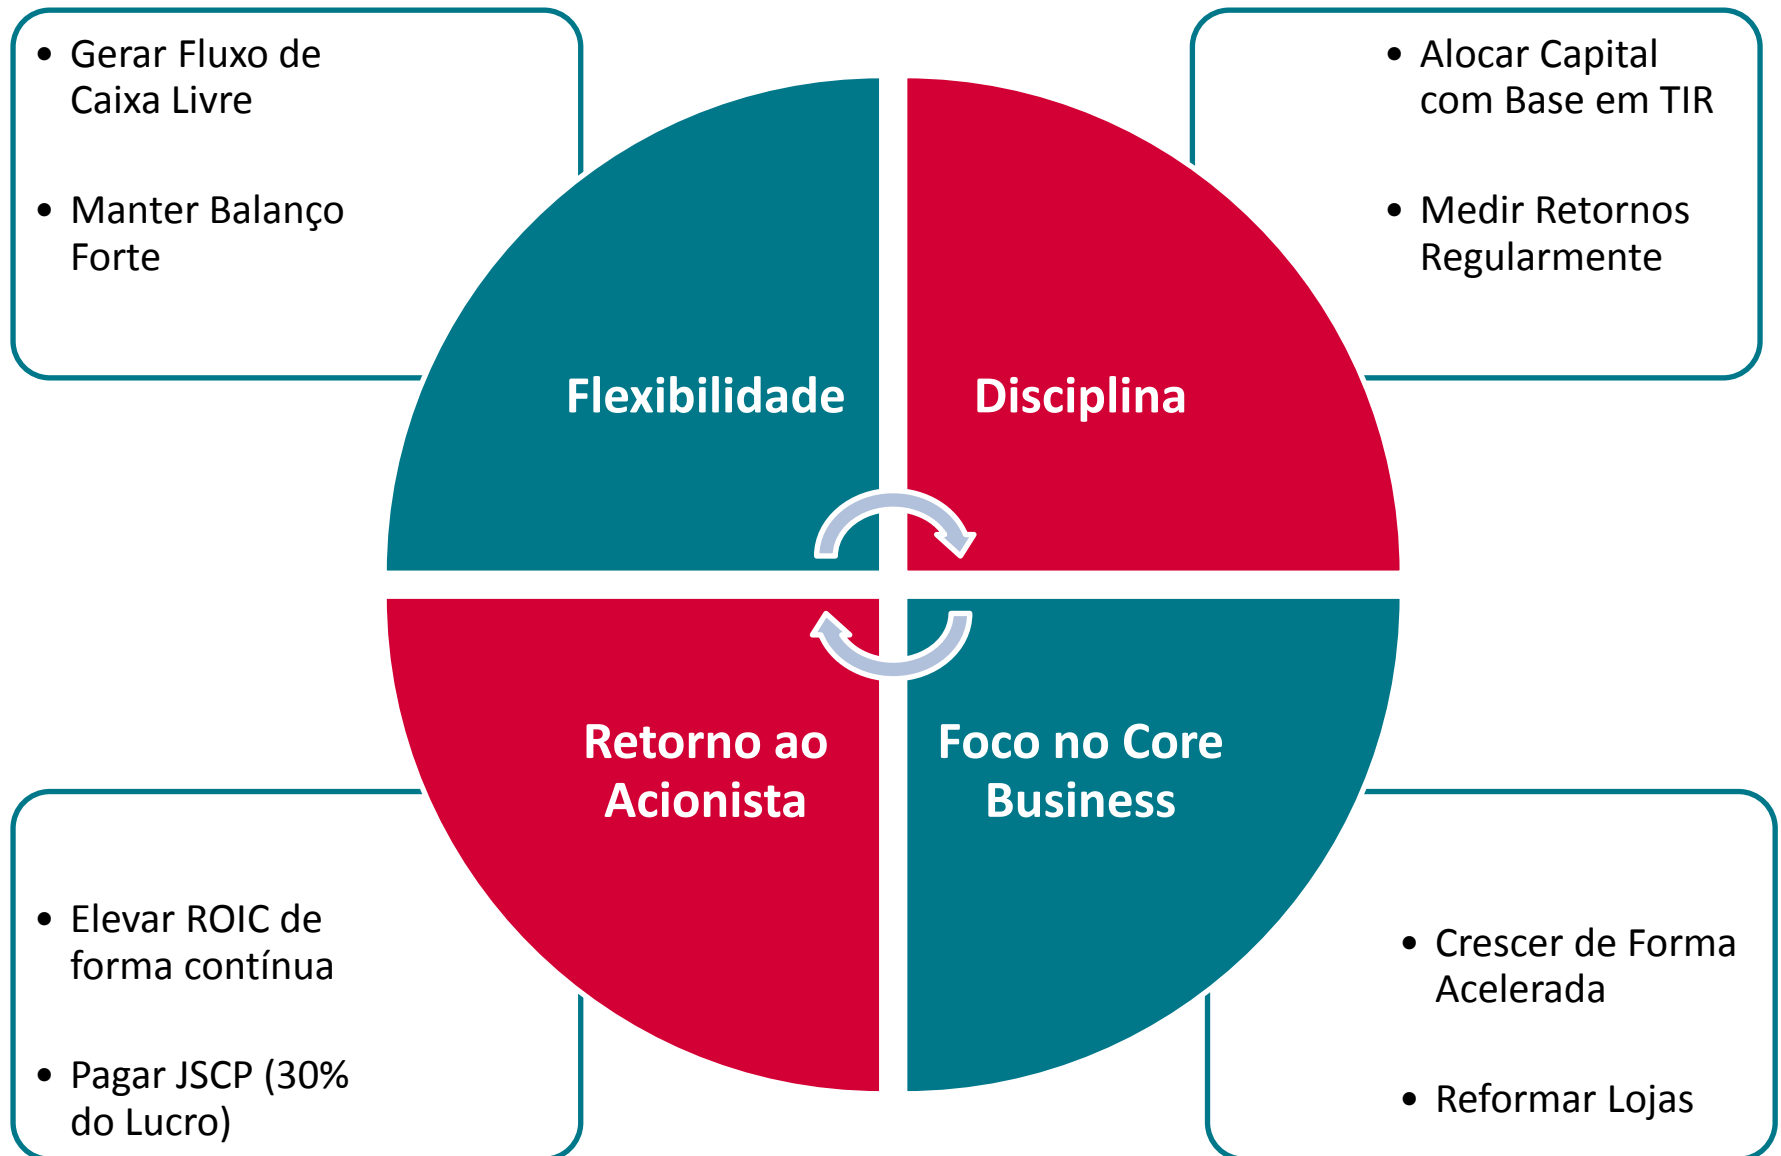 • Gerar Fluxo de
Caixa Livre
• Manter Balanço
Forte
• Alocar Capital
com Base em TIR
• Medir Retornos
Regularmente
Flexibilidade
Disciplina
Retorno ao
Acionista
Foco no Core
Business
• Elevar ROIC de
forma contínua
• Pagar JSCP (30%
do Lucro)
• Crescer de Forma
Acelerada
• Reformar Lojas